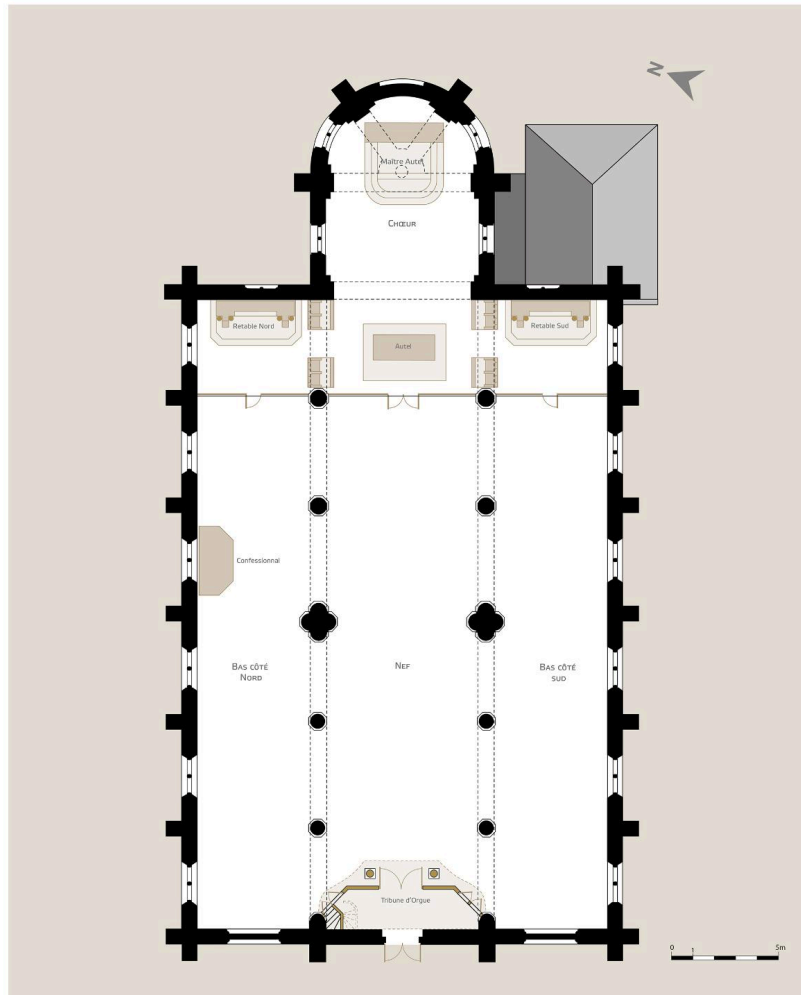 N
Maître Autel
CHŒUR
Retable Nord
Retable Sud
Autel
Confessionnal
BAS CÔTÉ
NORD
NEF
BAS CÔTÉ
SUD
Tribune d'Orgue
0 1 5m